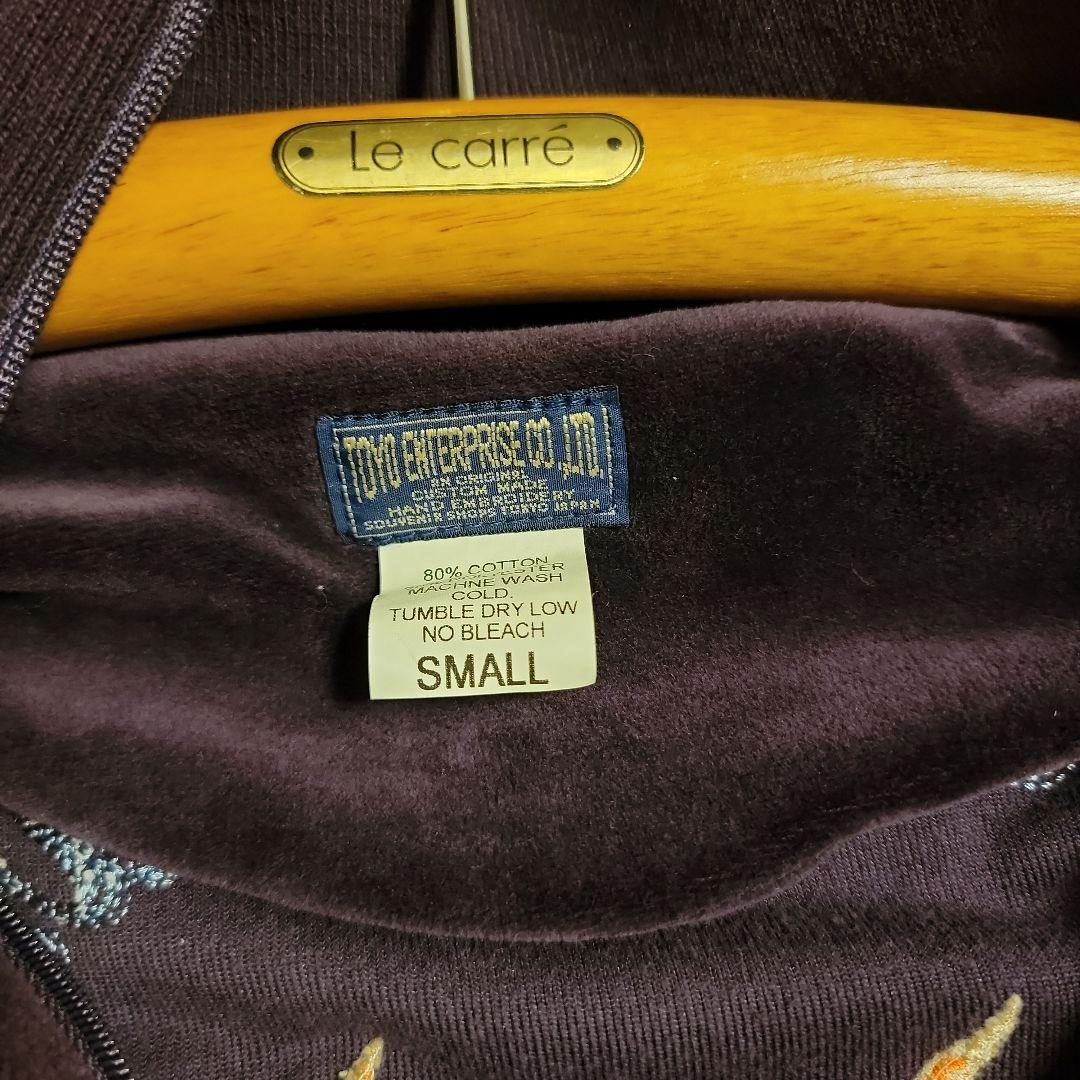 Le carré
TOYO ENTERPRISE CO.,LTD.
AN ORIGINAL
CUSTOM MADE
HAND EMBROIDERY
SOUVENIR SHOPS TOKYO JAPAN
80% COTTON
MACHNE WASH
COLD.
TUMBLE DRY LOW
NO BLEACH
SMALL